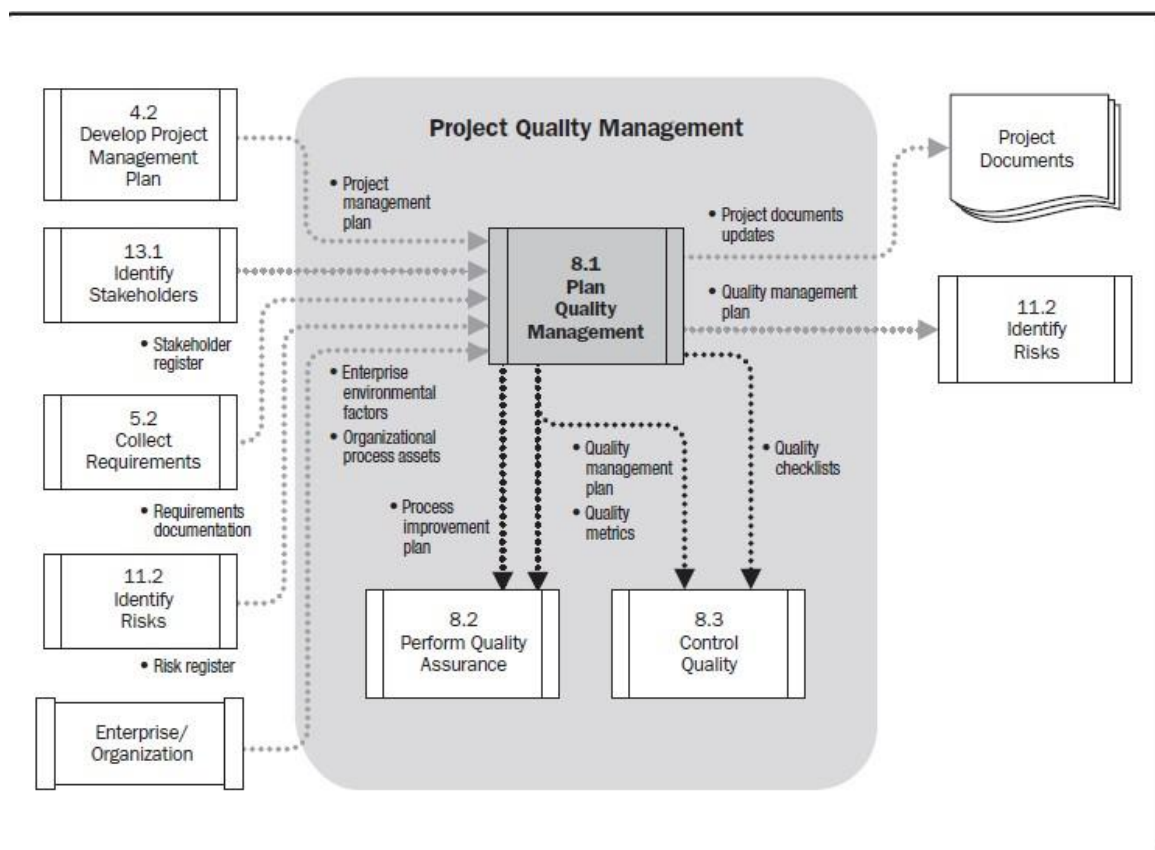 Project Quality Management
4.2
Develop Project
Management
Plan
• Project
management
plan
13.1
Identify
Stakeholders
• Stakeholder
register
5.2
Collect
Requirements
• Requirements
documentation
11.2
Identify
Risks
• Risk register
Enterprise/
Organization
• Enterprise
environmental
factors
• Organizational
process assets
8.1
Plan
Quality
Management
• Project documents
updates
Project
Documents
• Quality management
plan
11.2
Identify
Risks
• Process
improvement
plan
• Quality
management
plan
• Quality
metrics
• Quality
checklists
8.2
Perform Quality
Assurance
8.3
Control
Quality